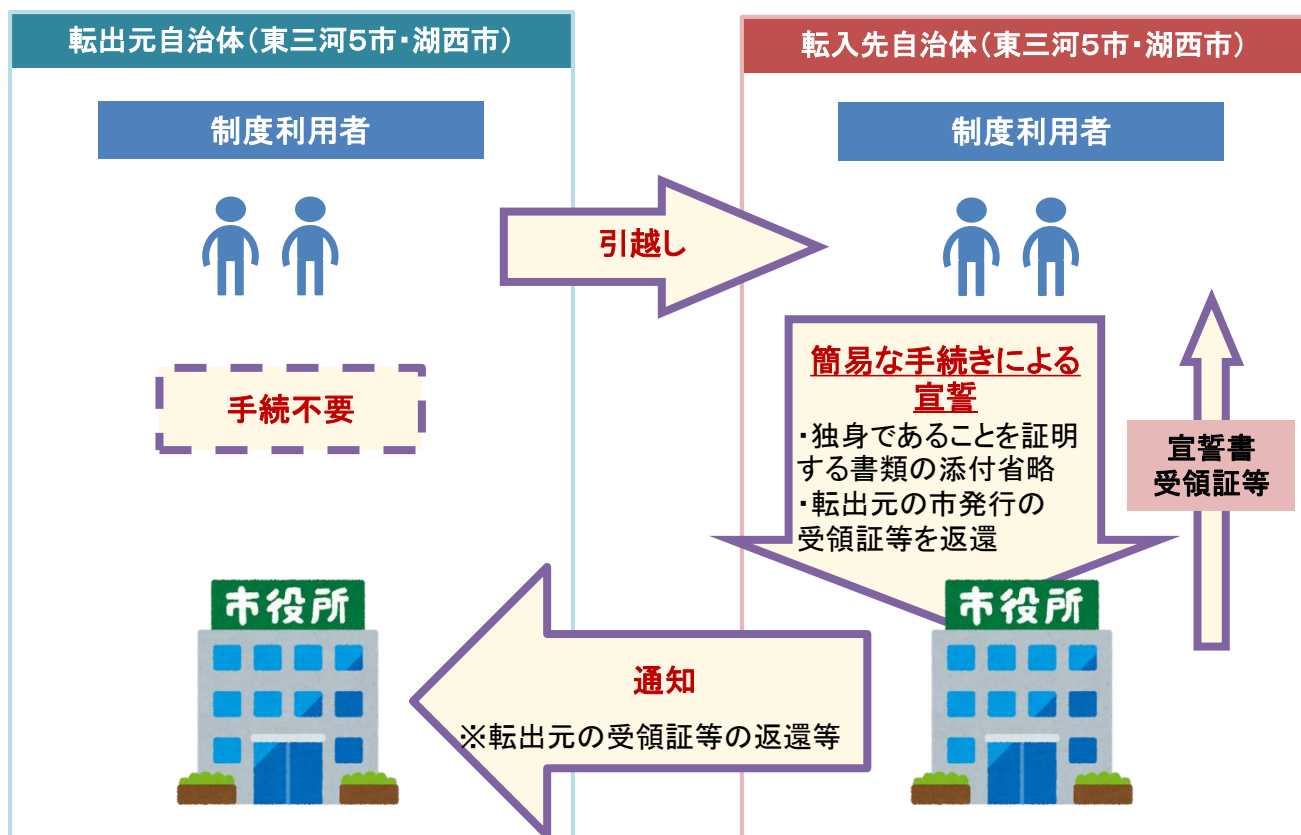 転出元自治体(東三河5市・湖西市)
制度利用者
手続不要
市役所
引越し
転入先自治体(東三河5市・湖西市)
制度利用者
簡易な手続きによる
宣誓
・独身であることを証明
する書類の添付省略
・転出元の市発行の
受領証等を返還
宣誓書
受領証等
市役所
通知
※転出元の受領証等の返還等